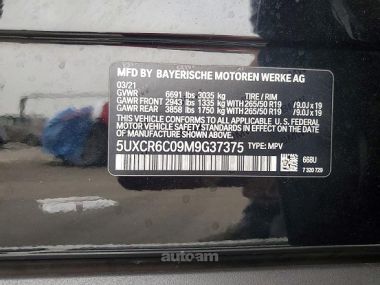 MFD BY BAYERISCHE MOTOREN WERKE AG
03/21
GVWR 6691 lbs 3035 kg TIRE / RIM
GAWR FRONT 2943 lbs 1335 kg WITH 265/50 R19 /9.0J x 19
GAWR REAR 3858 lbs 1750 kg WITH 265/50 R19 /9.0J x 19
THIS VEHICLE CONFORMS TO ALL APPLICABLE FEDERAL
MOTOR VEHICLE SAFETY STANDARDS IN EFFECT ON THE DATE
OF MANUFACTURE SHOWN ABOVE.
5UXCR6C09M9G37375 TYPE: MPV
668U
7 320 729
autoam